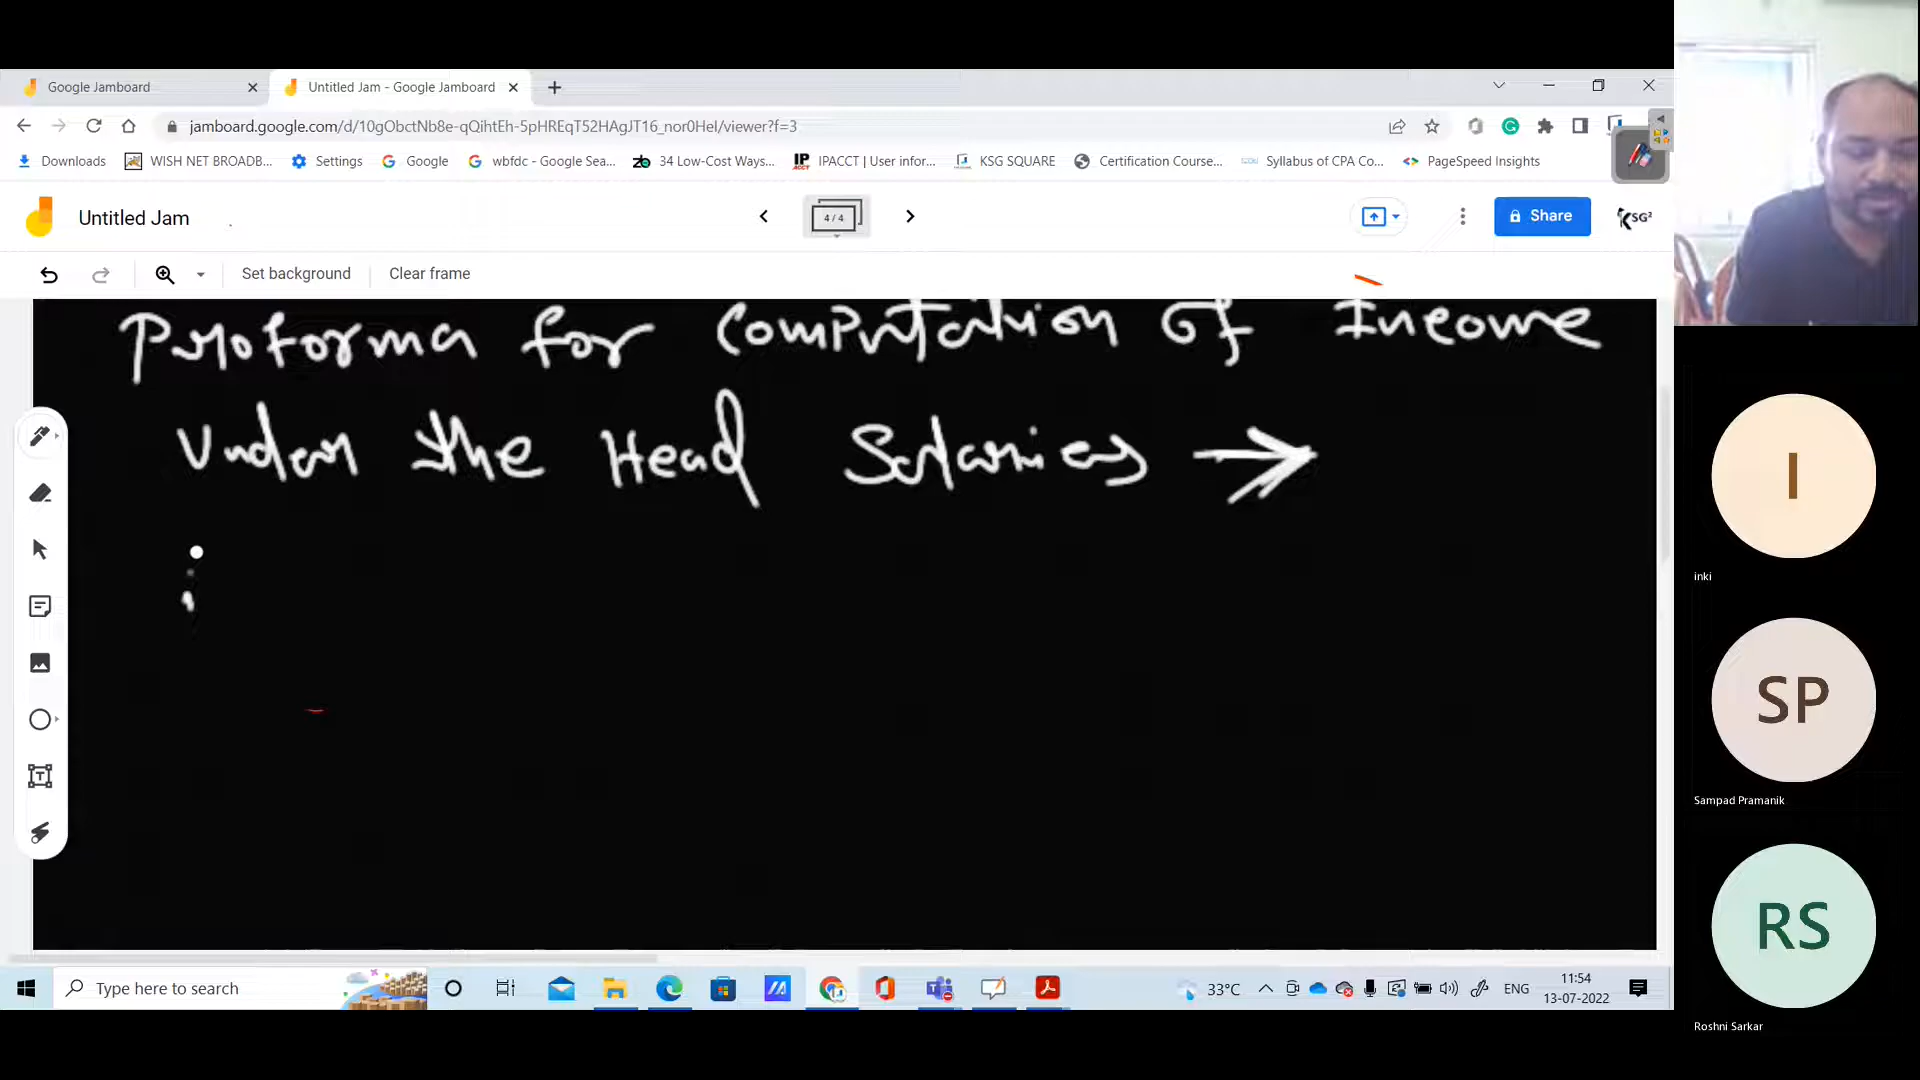 Google Jamboard
Untitled Jam - Google Jamboard
jamboard.google.com/d/10gObctNb8e-qQihtEh-5pHREqT52HAgJT16_nor0HeI/viewer?f=3
Downloads
WISH NET BROADB...
Settings
Google
wbfdc - Google Sea...
34 Low-Cost Ways...
IPACCT | User infor...
KSG SQUARE
Certification Course...
Syllabus of CPA Co...
PageSpeed Insights
Untitled Jam
4 / 4
Share
KSG²
Set background
Clear frame
Proforma for Computation Of Income
Under the Head Salaries →
I
inki
SP
Sampad Pramanik
RS
Roshni Sarkar
Type here to search
33°C
ENG
11:54
13-07-2022